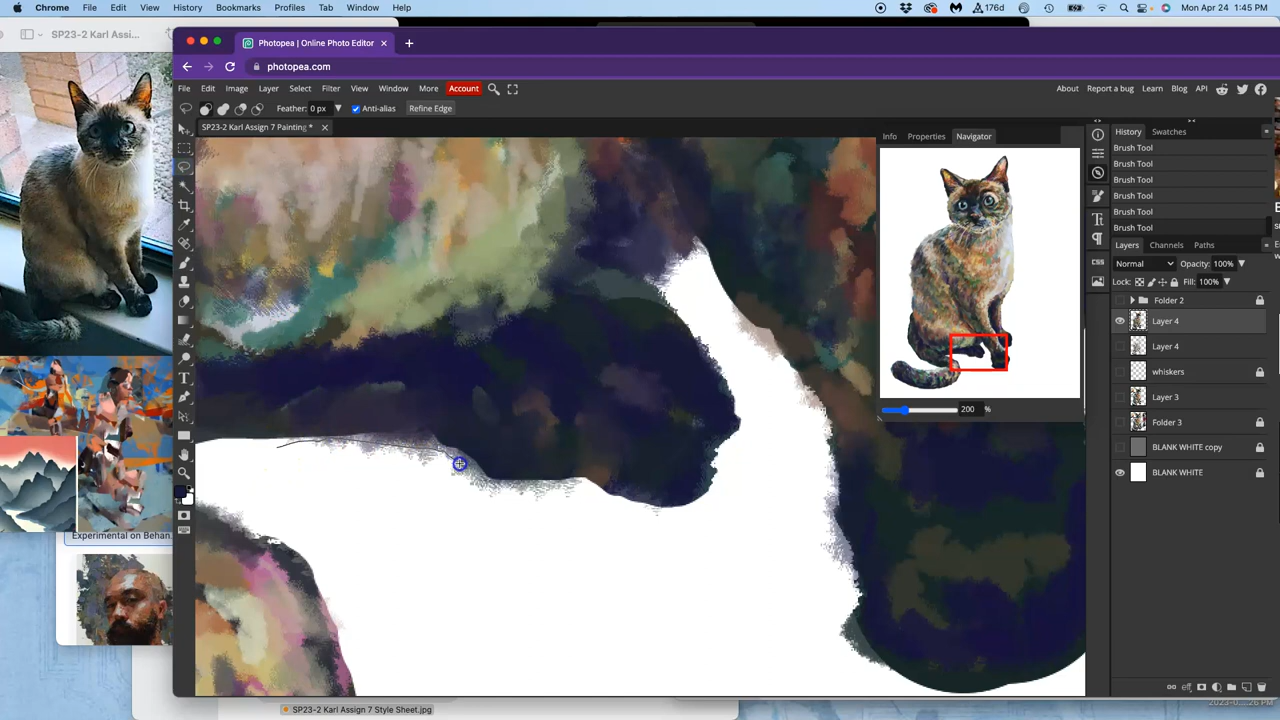 Chrome File Edit View History Bookmarks Profiles Tab Window Help 176d Mon Apr 24 1:45 PM
SP23-2 Karl Assi...
Photopea | Online Photo Editor
photopea.com
File Edit Image Layer Select Filter View Window More Account About Report a bug Learn Blog API
Feather: 0 px Anti-alias Refine Edge
SP23-2 Karl Assign 7 Painting *
Info Properties Navigator
200 %
History Swatches
Brush Tool
Brush Tool
Brush Tool
Brush Tool
Brush Tool
Brush Tool
Layers Channels Paths
Normal Opacity: 100%
Lock: Fill: 100%
Folder 2
Layer 4
Layer 4
whiskers
Layer 3
Folder 3
BLANK WHITE copy
BLANK WHITE
CSS
Experimental on Behan...
SP23-2 Karl Assign 7 Style Sheet.jpg